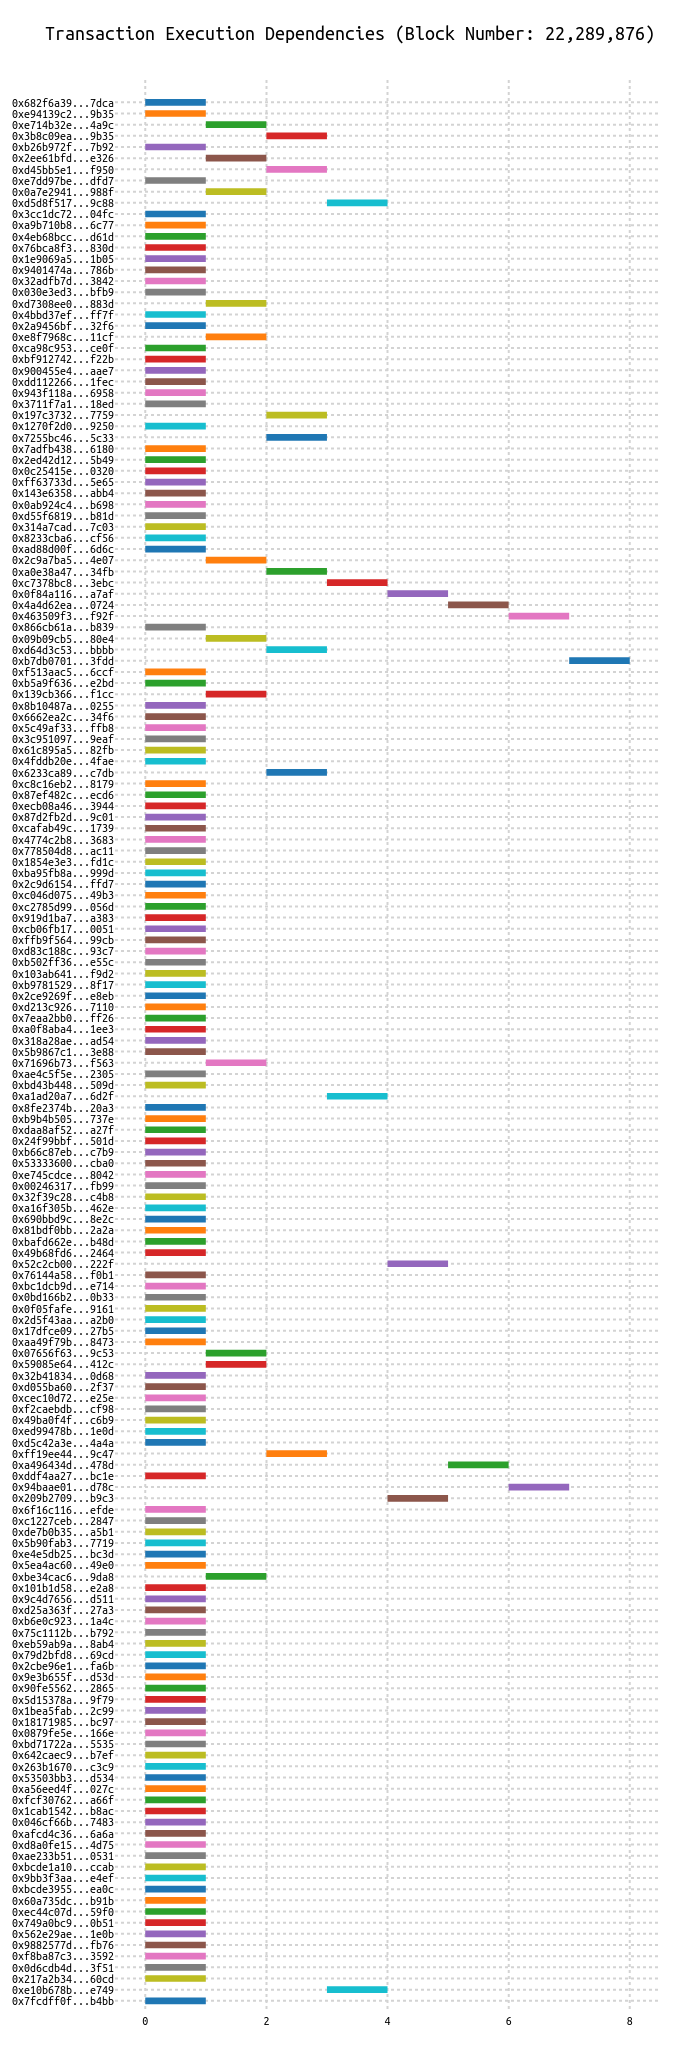 Transaction Execution Dependencies (Block Number: 22,289,876)
0x682f6a39...7dca
0xe94139c2...9b35
0xe714b32e...4a9c
0x3b8c09ea...9b35
0xb26b972f...7b92
0x2ee61bfd...e326
0xd45bb5e1...f950
0xe7dd97be...dfd7
0x0a7e2941...988f
0xd5d8f517...9c88
0x3cc1dc72...04fc
0xa9b710b8...6c77
0x4eb68bcc...d61d
0x76bca8f3...830d
0x1e9069a5...1b05
0x9401474a...786b
0x32adfb7d...3842
0x030e3ed3...bfb9
0xd7308ee0...883d
0x4bbd37ef...ff7f
0x2a9456bf...32f6
0xe8f7968c...11cf
0xca98c953...ce0f
0xbf912742...f22b
0x900455e4...aae7
0xdd112266...1fec
0x943f118a...6958
0x3711f7a1...18ed
0x197c3732...7759
0x1270f2d0...9250
0x7255bc46...5c33
0x7adfb438...6180
0x2ed42d12...5b49
0x0c25415e...0320
0xff63733d...5e65
0x143e6358...abb4
0x0ab924c4...b698
0xd55f6819...b81d
0x314a7cad...7c03
0x8233cba6...cf56
0xad88d00f...6d6c
0x2c9a7ba5...4e07
0xa0e38a47...34fb
0xc7378bc8...3ebc
0x0f84a116...a7af
0x4a4d62ea...0724
0x463509f3...f92f
0x866cb61a...b839
0x09b09cb5...80e4
0xd64d3c53...bbbb
0xb7db0701...3fdd
0xf513aac5...6ccf
0xb5a9f636...e2bd
0x139cb366...f1cc
0x8b10487a...0255
0x6662ea2c...34f6
0x5c49af33...ffb8
0x3c951097...9eaf
0x61c895a5...82fb
0x4fddb20e...4fae
0x6233ca89...c7db
0xc8c16eb2...8179
0x87ef482c...ecd6
0xecb08a46...3944
0x87d2fb2d...9c01
0xcafab49c...1739
0x4774c2b8...3683
0x778504d8...ac11
0x1854e3e3...fd1c
0xba95fb8a...999d
0x2c9d6154...ffd7
0xc046d075...49b3
0xc2785d99...056d
0x919d1ba7...a383
0xcb06fb17...0051
0xffb9f564...99cb
0xd83c188c...93c7
0xb502ff36...e55c
0x103ab641...f9d2
0xb9781529...8f17
0x2ce9269f...e8eb
0xd213c926...7110
0x7eaa2bb0...ff26
0xa0f8aba4...1ee3
0x318a28ae...ad54
0x5b9867c1...3e88
0x71696b73...f563
0xae4c5f5e...2305
0xbd43b448...509d
0xa1ad20a7...6d2f
0x8fe2374b...20a3
0xb9b4b505...737e
0xdaa8af52...a27f
0x24f99bbf...501d
0xb66c87eb...c7b9
0x53333600...cba0
0xe745cdce...8042
0x00246317...fb99
0x32f39c28...c4b8
0xa16f305b...462e
0x690bbd9c...8e2c
0x81bdf0bb...2a2a
0xbafd662e...b48d
0x49b68fd6...2464
0x52c2cb00...222f
0x76144a58...f0b1
0xbc1dcb9d...e714
0x0bd166b2...0b33
0x0f05fafe...9161
0x2d5f43aa...a2b0
0x17dfce09...27b5
0xaa49f79b...8473
0x07656f63...9c53
0x59085e64...412c
0x32b41834...0d68
0xd055ba60...2f37
0xcec10d72...e25e
0xf2caebdb...cf98
0x49ba0f4f...c6b9
0xed99478b...1e0d
0xd5c42a3e...4a4a
0xff19ee44...9c47
0xa496434d...478d
0xddf4aa27...bc1e
0x94baae01...d78c
0x209b2709...b9c3
0x6f16c116...efde
0xc1227ceb...2847
0xde7b0b35...a5b1
0x5b90fab3...7719
0xe4e5db25...bc3d
0x5ea4ac60...49e0
0xbe34cac6...9da8
0x101b1d58...e2a8
0x9c4d7656...d511
0xd25a363f...27a3
0xb6e0c923...1a4c
0x75c1112b...b792
0xeb59ab9a...8ab4
0x79d2bfd8...69cd
0x2cbe96e1...fa6b
0x9e3b655f...d53d
0x90fe5562...2865
0x5d15378a...9f79
0x1bea5fab...2c99
0x18171985...bc97
0x0879fe5e...166e
0xbd71722a...5535
0x642caec9...b7ef
0x263b1670...c3c9
0x53503bb3...d534
0xa56eed4f...027c
0xfcf30762...a66f
0x1cab1542...b8ac
0x046cf66b...7483
0xafcd4c36...6a6a
0xd8a0fe15...4d75
0xae233b51...0531
0xbcde1a10...ccab
0x9bb3f3aa...e4ef
0xbcde3955...ea0c
0x60a735dc...b91b
0xec44c07d...59f0
0x749a0bc9...0b51
0x562e29ae...1e0b
0x9882577d...fb76
0xf8ba87c3...3592
0x0d6cdb4d...3f51
0x217a2b34...60cd
0xe10b678b...e749
0x7fcdff0f...b4bb
0 2 4 6 8